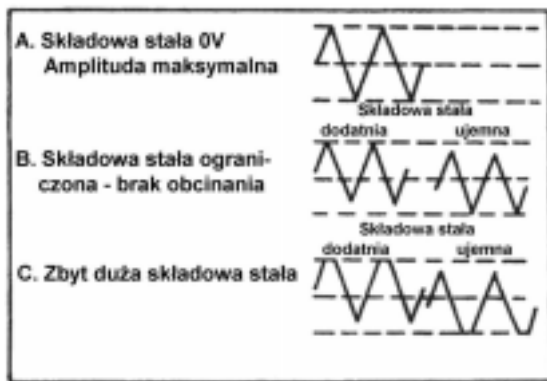 A. Składowa stała 0V
Amplituda maksymalna
Składowa stała
dodatnia ujemna
B. Składowa stała ograni-
czona - brak obcinania
Składowa stała
dodatnia ujemna
C. Zbyt duża składowa stała